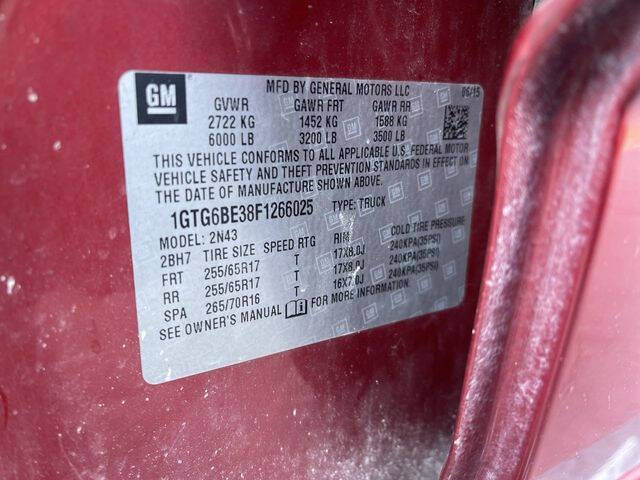 GM
MFD BY GENERAL MOTORS LLC 06/15
GVWR GAWR FRT GAWR RR
2722 KG 1452 KG 1588 KG
6000 LB 3200 LB 3500 LB
THIS VEHICLE CONFORMS TO ALL APPLICABLE U.S. FEDERAL MOTOR
VEHICLE SAFETY AND THEFT PREVENTION STANDARDS IN EFFECT ON
THE DATE OF MANUFACTURE SHOWN ABOVE.
1GTG6BE38F1266025 TYPE: TRUCK
MODEL: 2N43
2BH7 TIRE SIZE SPEED RTG RIM COLD TIRE PRESSURE
FRT 255/65R17 T 17X8.0J 240KPA(35PSI)
RR 255/65R17 T 17X8.0J 240KPA(35PSI)
SPA 265/70R16 T 16X7.0J 240KPA(35PSI)
SEE OWNER'S MANUAL FOR MORE INFORMATION.